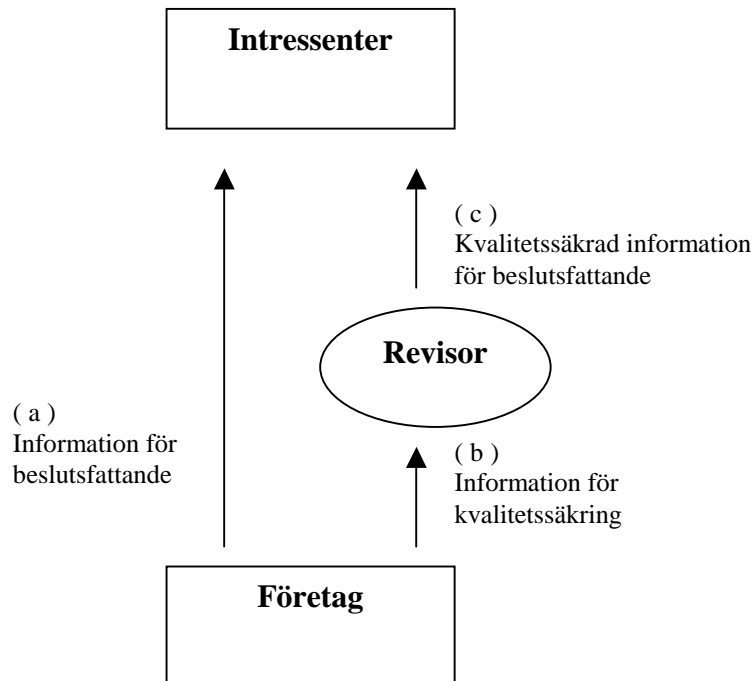 Intressenter
( c )
Kvalitetssäkrad information
för beslutsfattande
Revisor
( a )
Information för
beslutsfattande
( b )
Information för
kvalitetssäkring
Företag